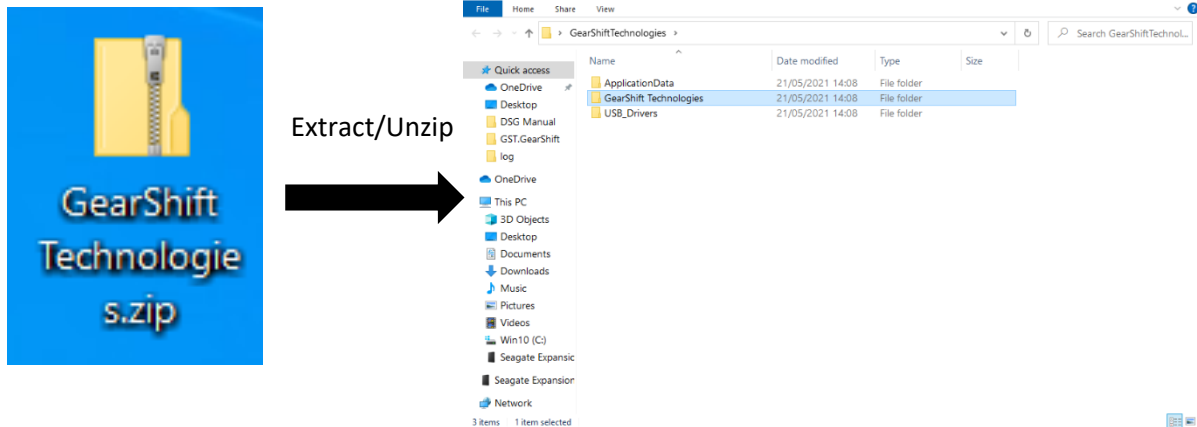 GearShift
Technologie
s.zip
Extract/Unzip
File Home Share View
GearShiftTechnologies
Search GearShiftTechnol...
Name Date modified Type Size
Quick access
OneDrive
Desktop
DSG Manual
GST.GearShift
log
OneDrive
This PC
3D Objects
Desktop
Documents
Downloads
Music
Pictures
Videos
Win10 (C:)
Seagate Expansic
Seagate Expansior
Network
ApplicationData 21/05/2021 14:08 File folder
GearShift Technologies 21/05/2021 14:08 File folder
USB_Drivers 21/05/2021 14:08 File folder
3 items 1 item selected